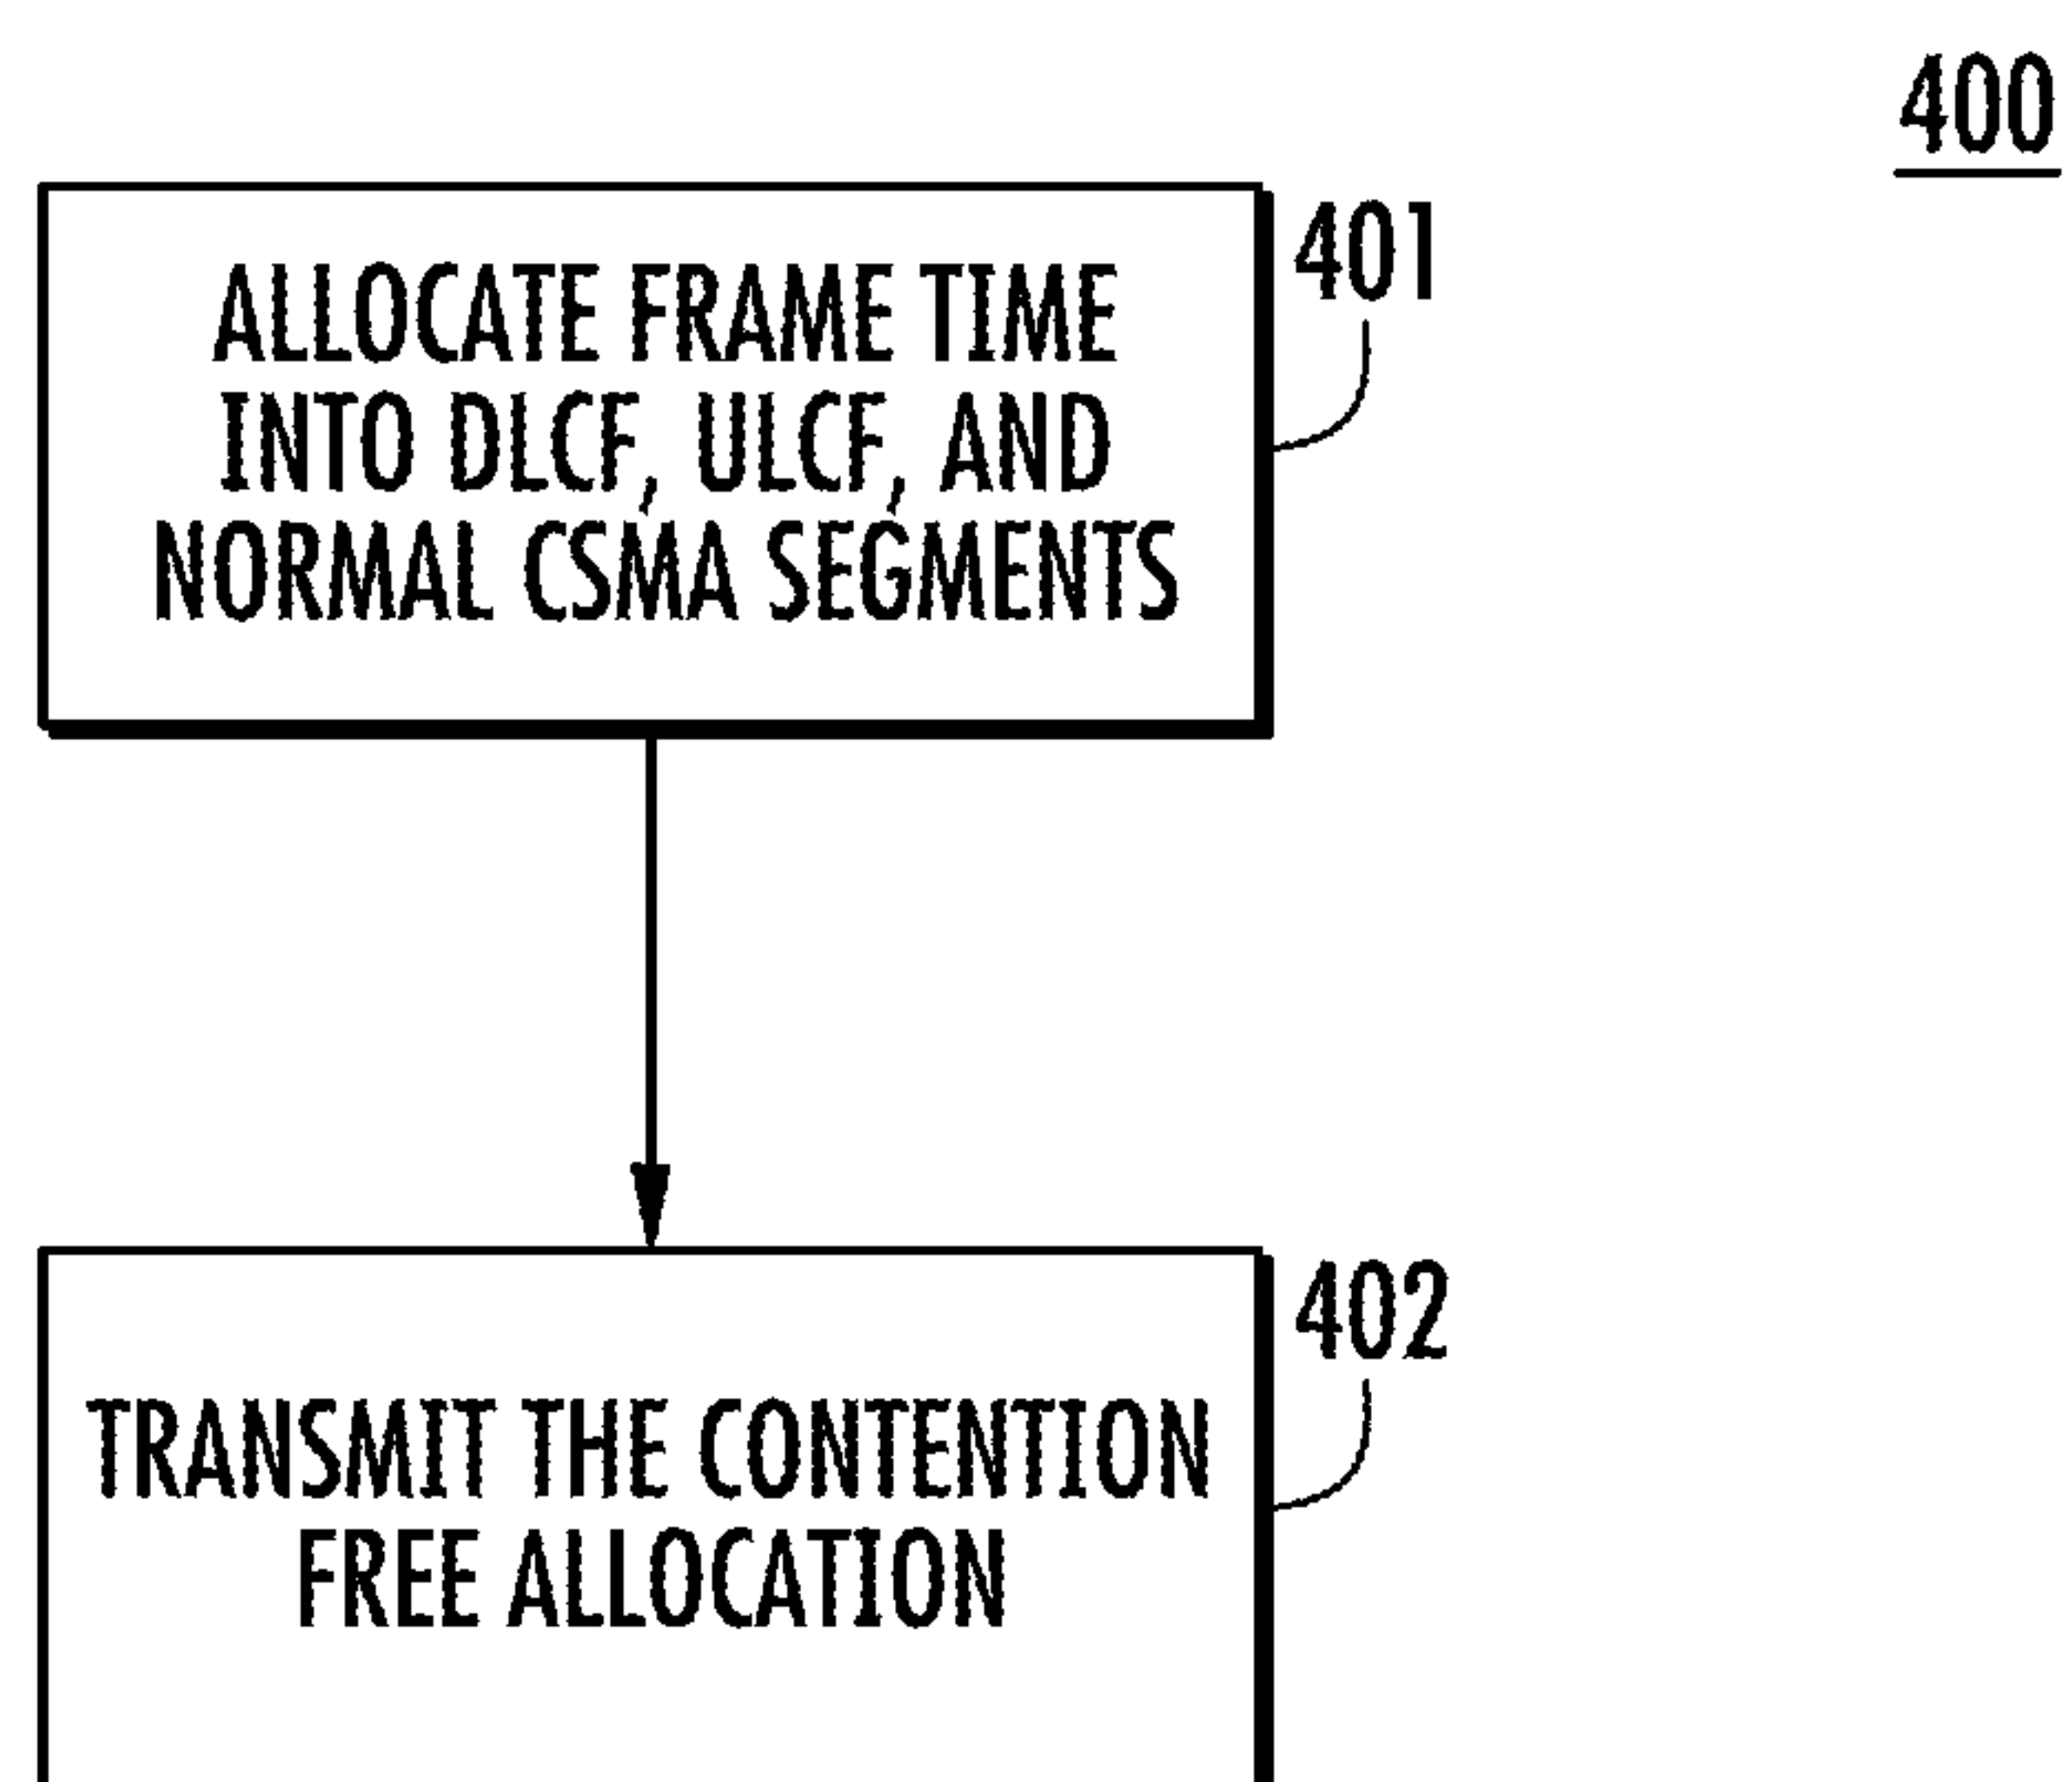 400
401
ALLOCATE FRAME TIME
INTO DLCF, ULCF, AND
NORMAL CSMA SEGMENTS
402
TRANSMIT THE CONTENTION
FREE ALLOCATION